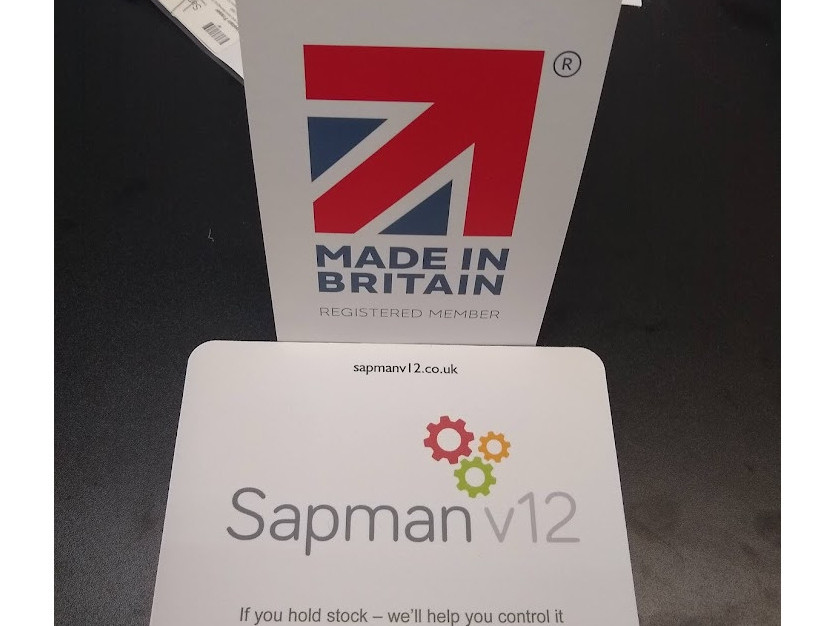 ®
MADE IN
BRITAIN
REGISTERED MEMBER
sapmanv12.co.uk
Sapman v12
If you hold stock – we'll help you control it